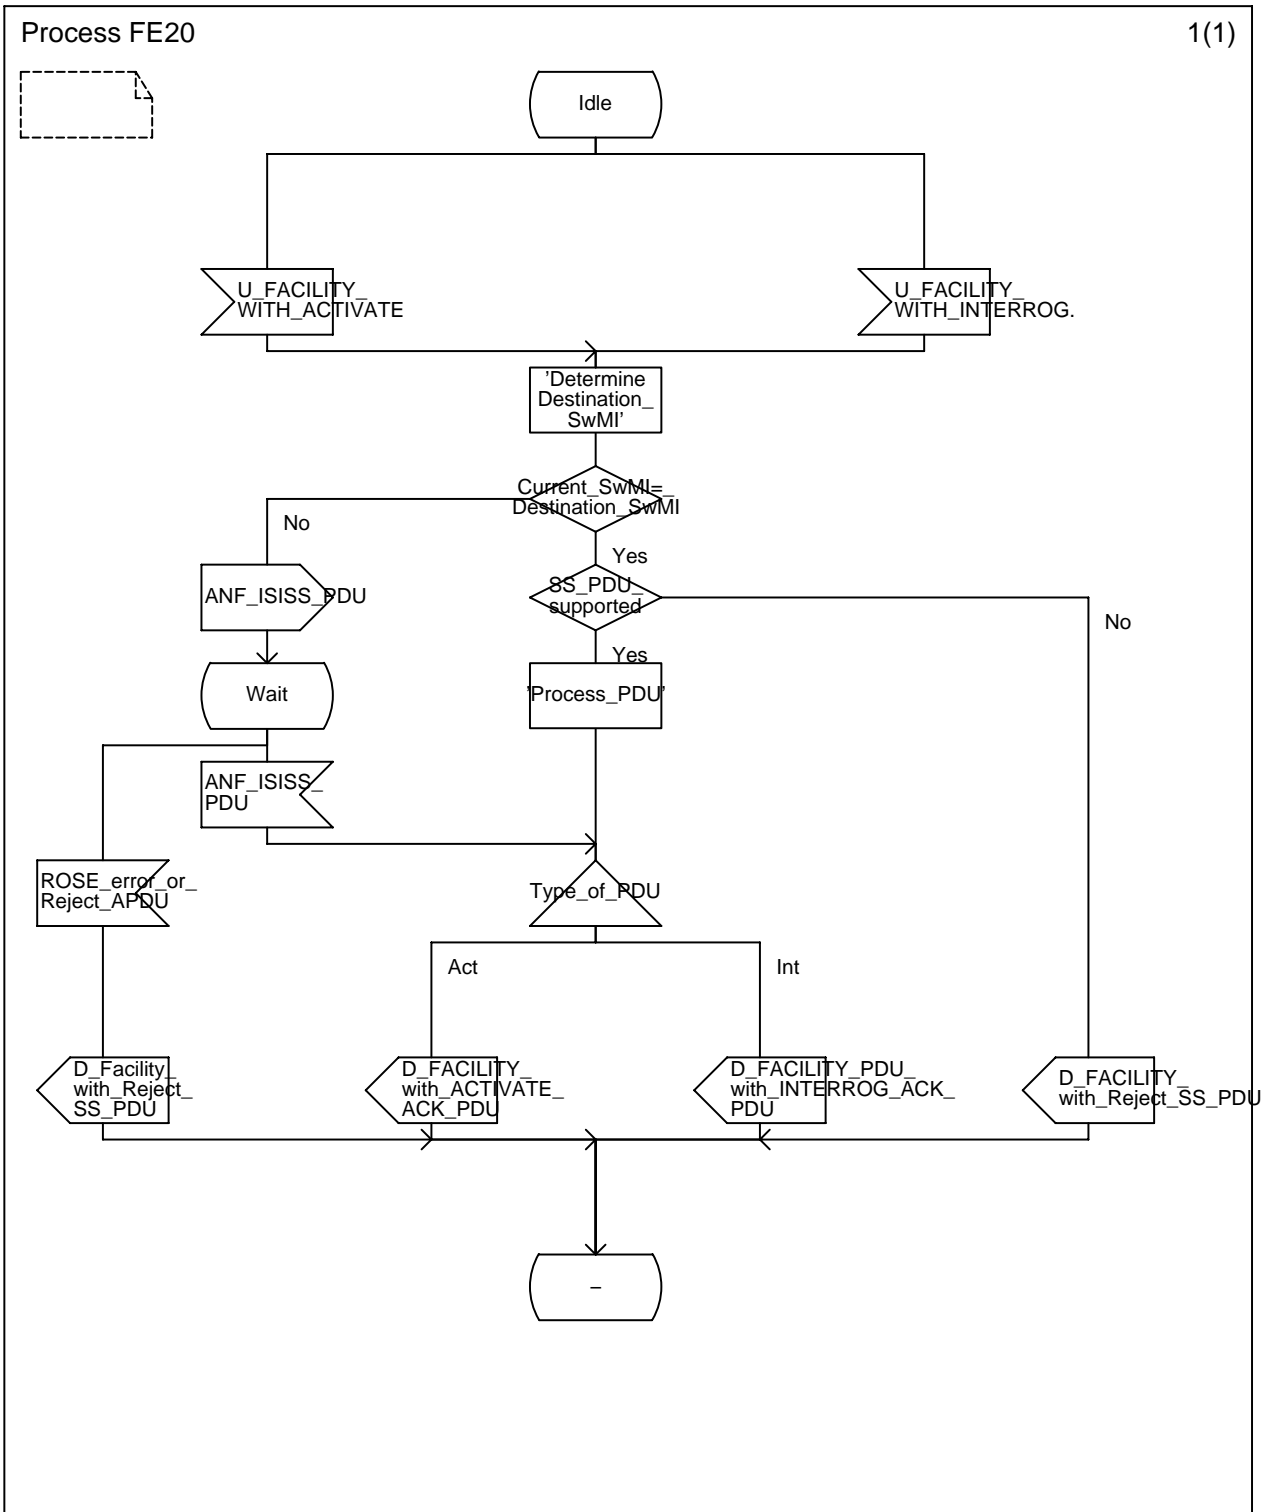 Process FE20
1(1)
Idle
U_FACILITY_
WITH_ACTIVATE
U_FACILITY_
WITH_INTERROG.
'Determine
Destination_
SwMI'
Current_SwMI=_
Destination_SwMI
No
Yes
ANF_ISISS_PDU
SS_PDU_
supported
No
Yes
Wait
'Process_PDU'
ANF_ISISS_
PDU
ROSE_error_or_
Reject_APDU
Type_of_PDU
Act
Int
D_Facility_
with_Reject_
SS_PDU
D_FACILITY_
with_ACTIVATE_
ACK_PDU
D_FACILITY_PDU_
with_INTERROG_ACK_
PDU
D_FACILITY_
with_Reject_SS_PDU
–